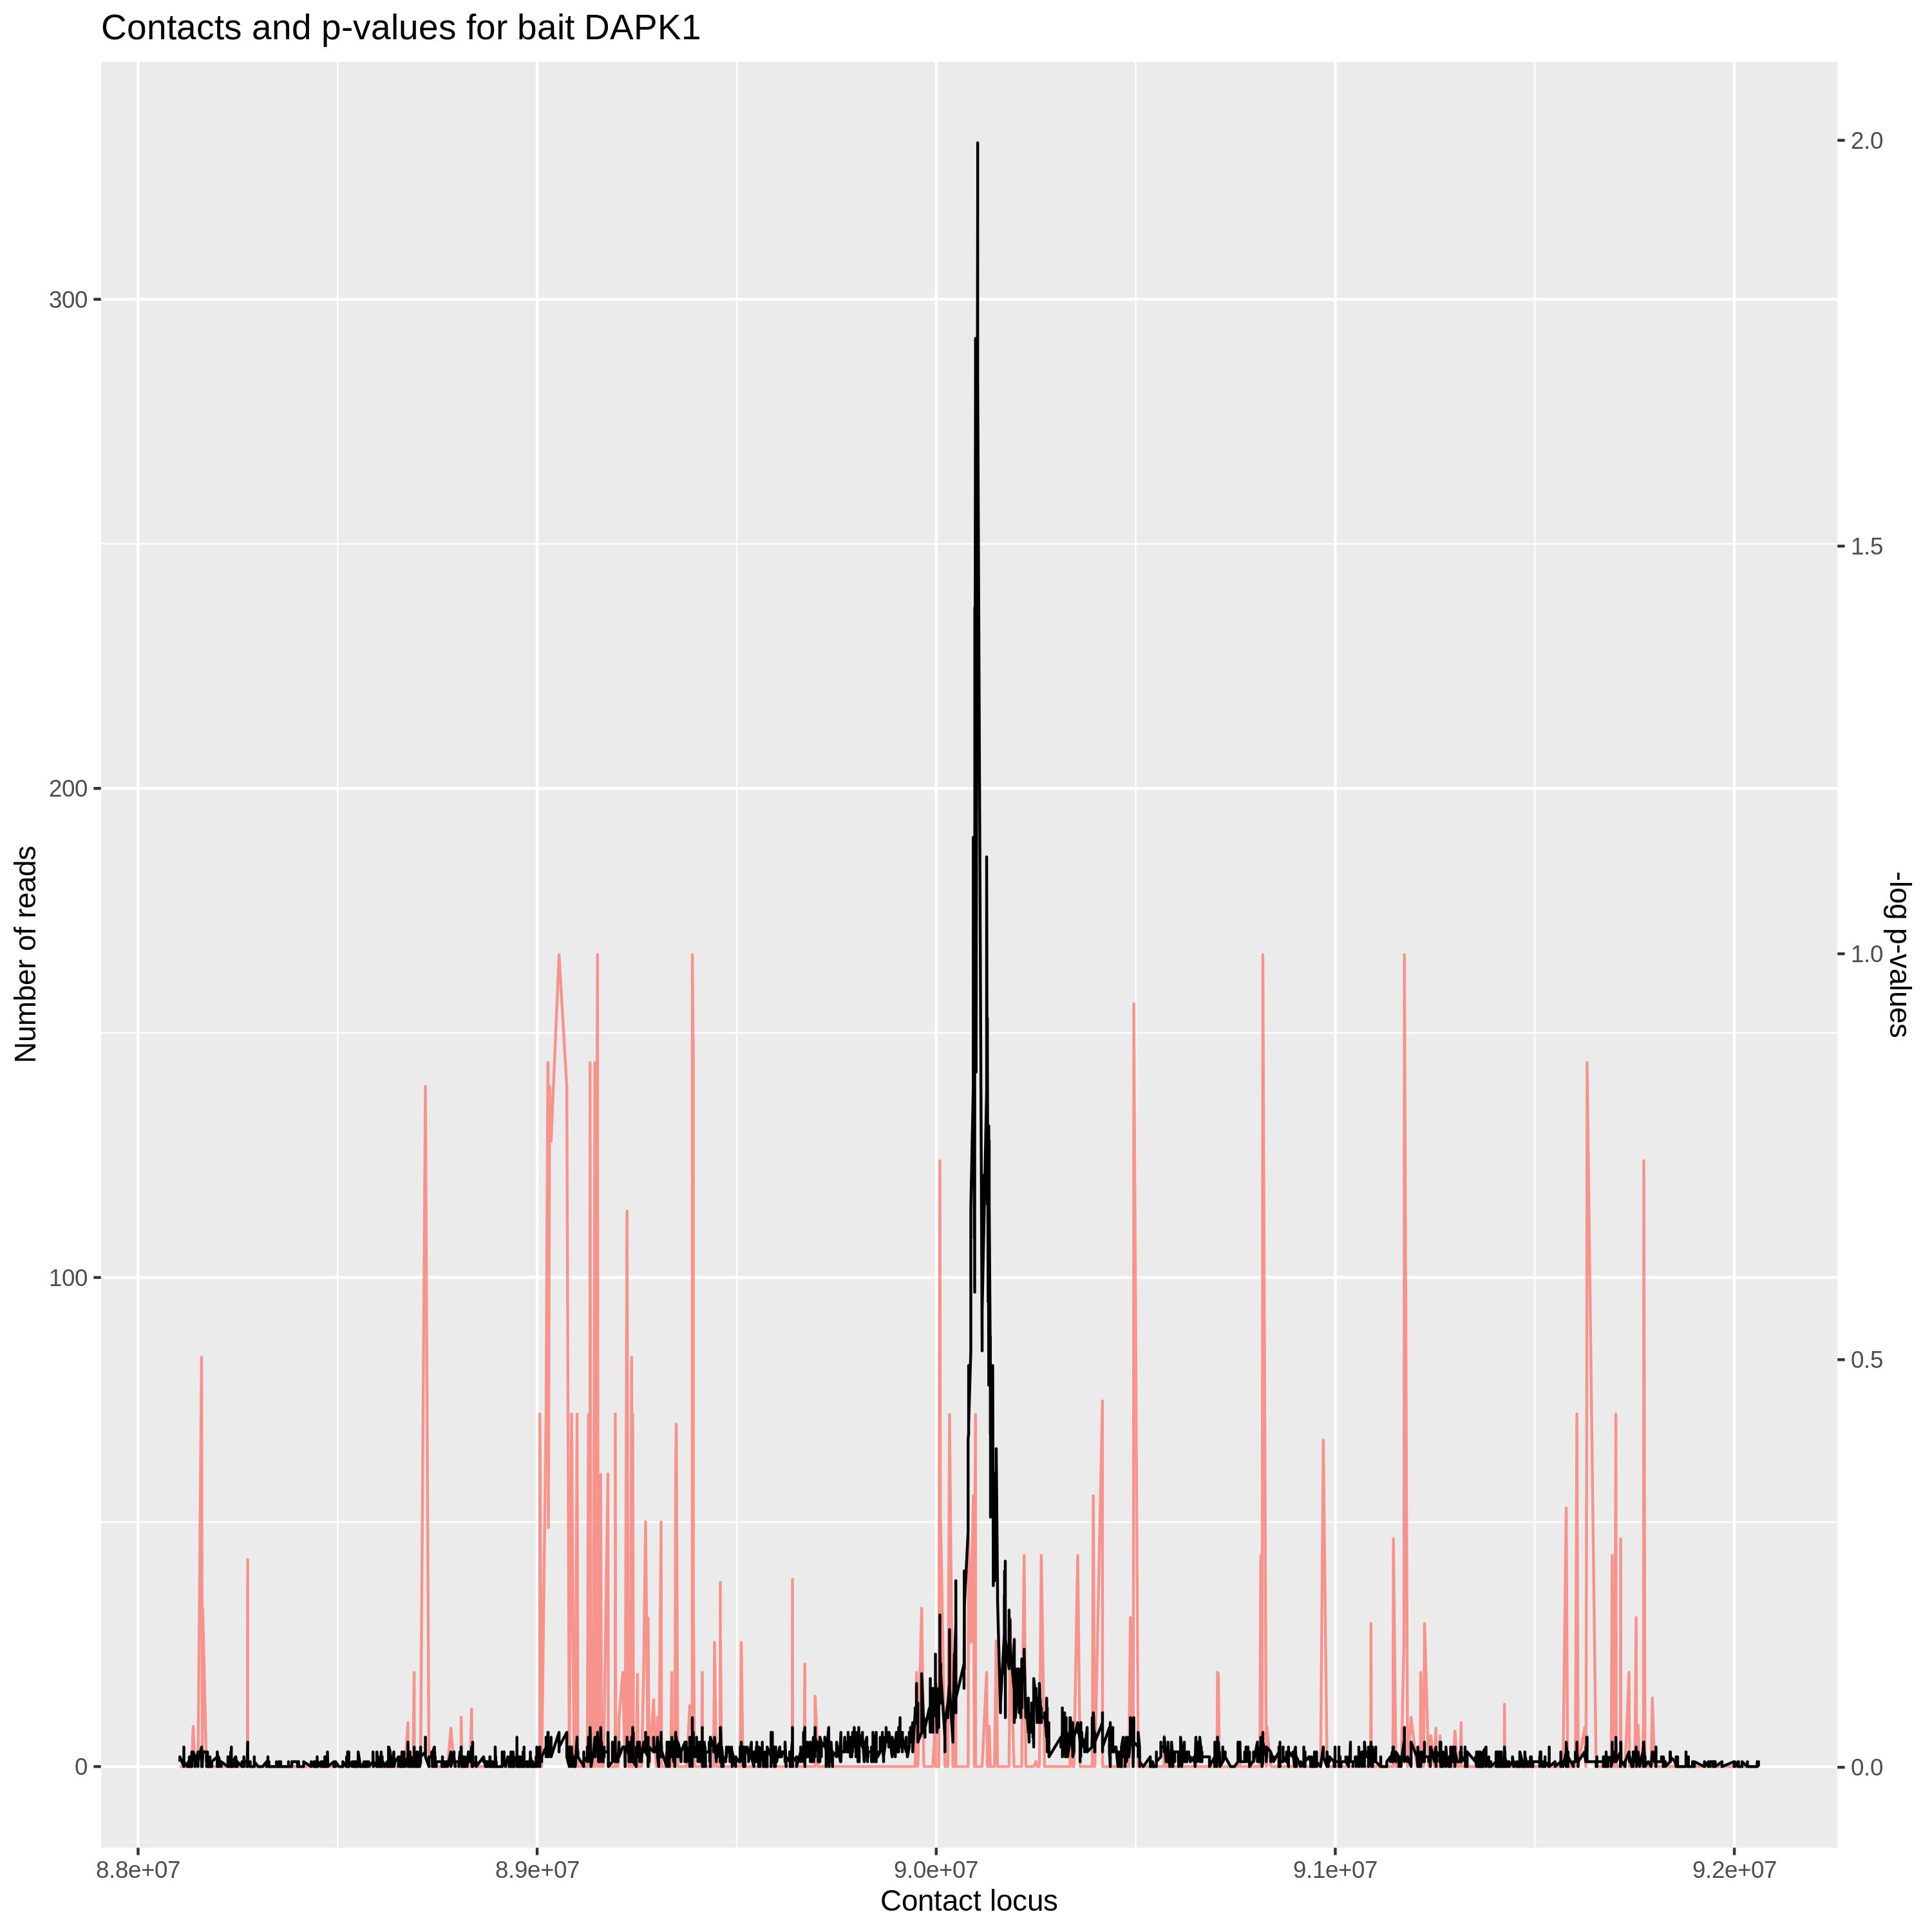 Contacts and p-values for bait DAPK1
2.0
300
1.5
200
1.0
Number of reads
-log p-values
100
0.5
0
0.0
8.8e+07 8.9e+07 9.0e+07 9.1e+07 9.2e+07
Contact locus